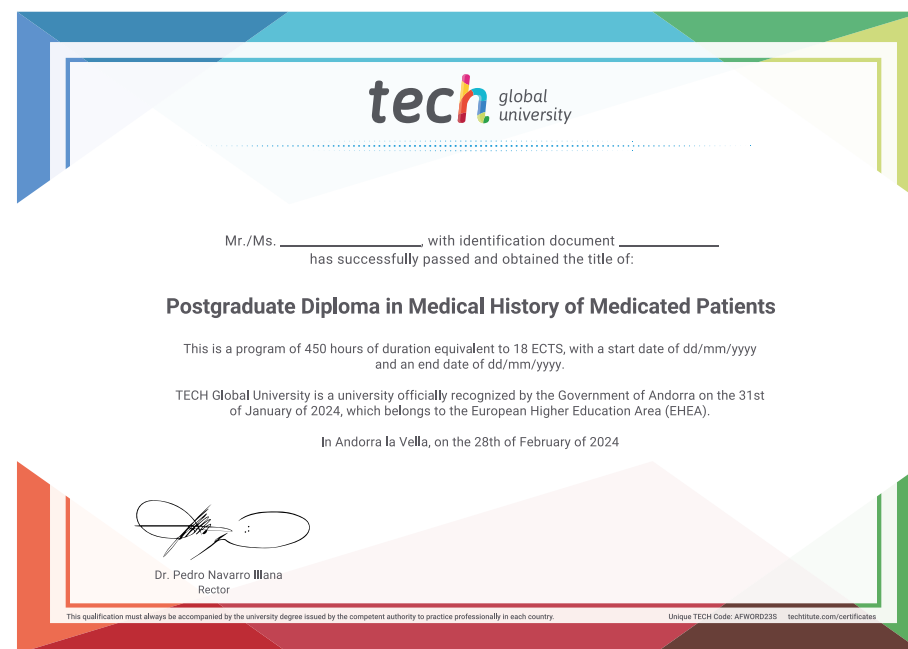 tech global university
Mr./Ms. ________________, with identification document ____________
has successfully passed and obtained the title of:
Postgraduate Diploma in Medical History of Medicated Patients
This is a program of 450 hours of duration equivalent to 18 ECTS, with a start date of dd/mm/yyyy
and an end date of dd/mm/yyyy.
TECH Global University is a university officially recognized by the Government of Andorra on the 31st
of January of 2024, which belongs to the European Higher Education Area (EHEA).
In Andorra la Vella, on the 28th of February of 2024
Dr. Pedro Navarro Illana
Rector
This qualification must always be accompanied by the university degree issued by the competent authority to practice professionally in each country.
Unique TECH Code: AFWORD23S techtitute.com/certificates